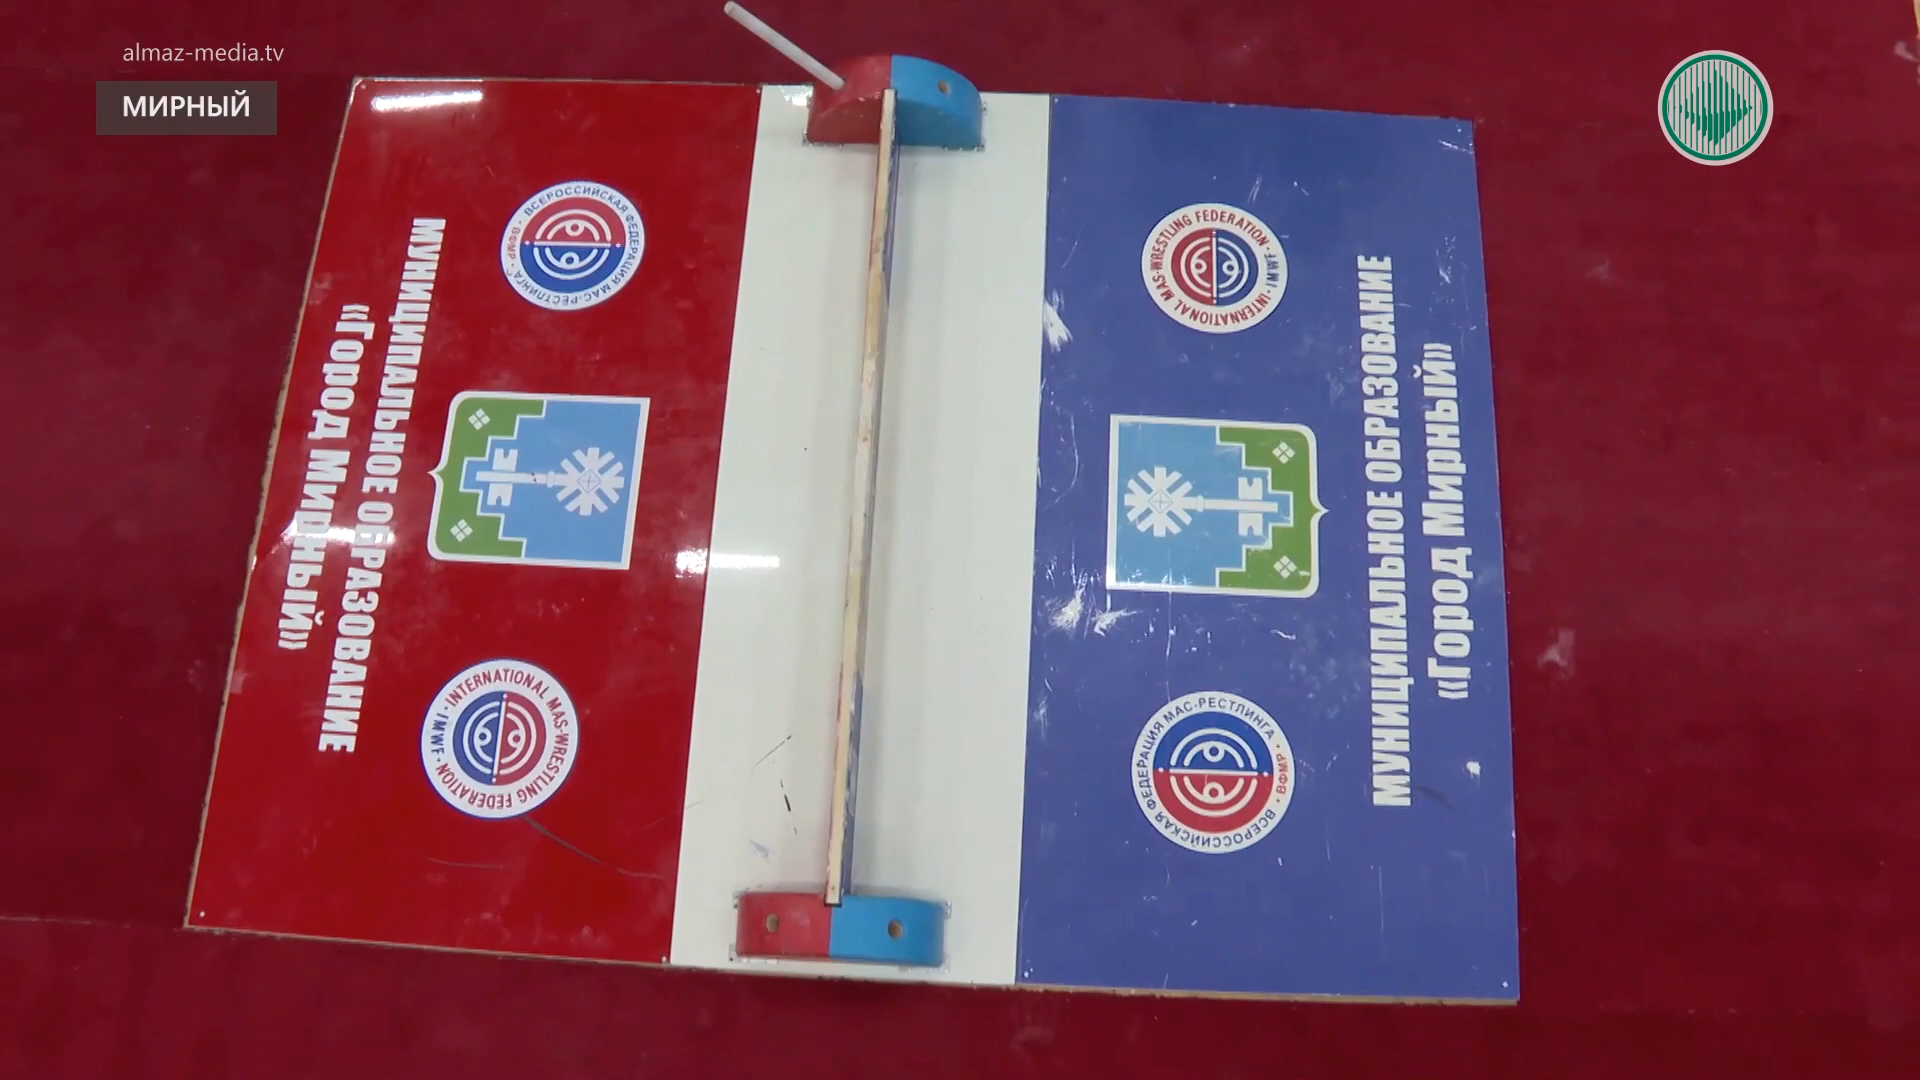 almaz-media.tv
МИРНЫЙ
ВСЕРОССИЙСКАЯ ФЕДЕРАЦИЯ МАС-РЕСТЛИНГА · ВФМР ·
МУНИЦИПАЛЬНОЕ ОБРАЗОВАНИЕ
«Город Мирный»
INTERNATIONAL MAS-WRESTLING FEDERATION · IMWF ·
INTERNATIONAL MAS-WRESTLING FEDERATION · IMWF ·
МУНИЦИПАЛЬНОЕ ОБРАЗОВАНИЕ
«Город Мирный»
ВСЕРОССИЙСКАЯ ФЕДЕРАЦИЯ МАС-РЕСТЛИНГА · ВФМР ·